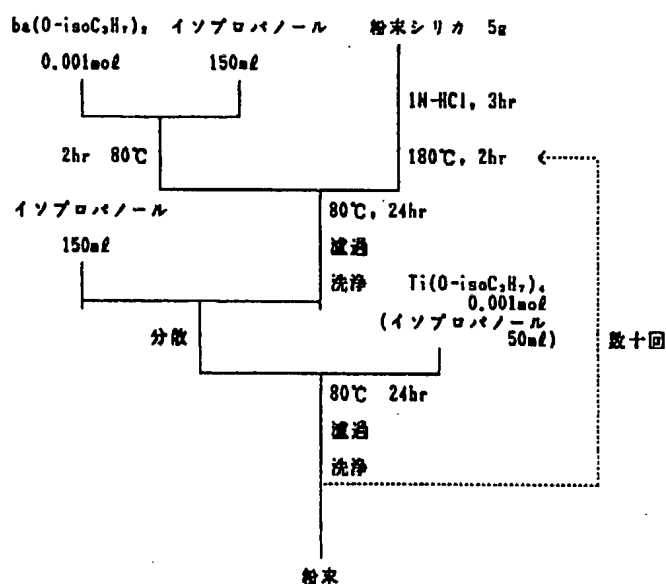 ba(O-isoC₃H₇)₂ イソプロパノール 粉末シリカ 5g
0.001mol 150ml
1N-HCl, 3hr
2hr 80℃
180℃, 2hr
イソプロパノール
150ml
80℃, 24hr
濾過
洗浄
Ti(O-isoC₃H₇)₄
0.001mol
(イソプロパノール
50ml)
分散
数十回
80℃ 24hr
濾過
洗浄
粉末